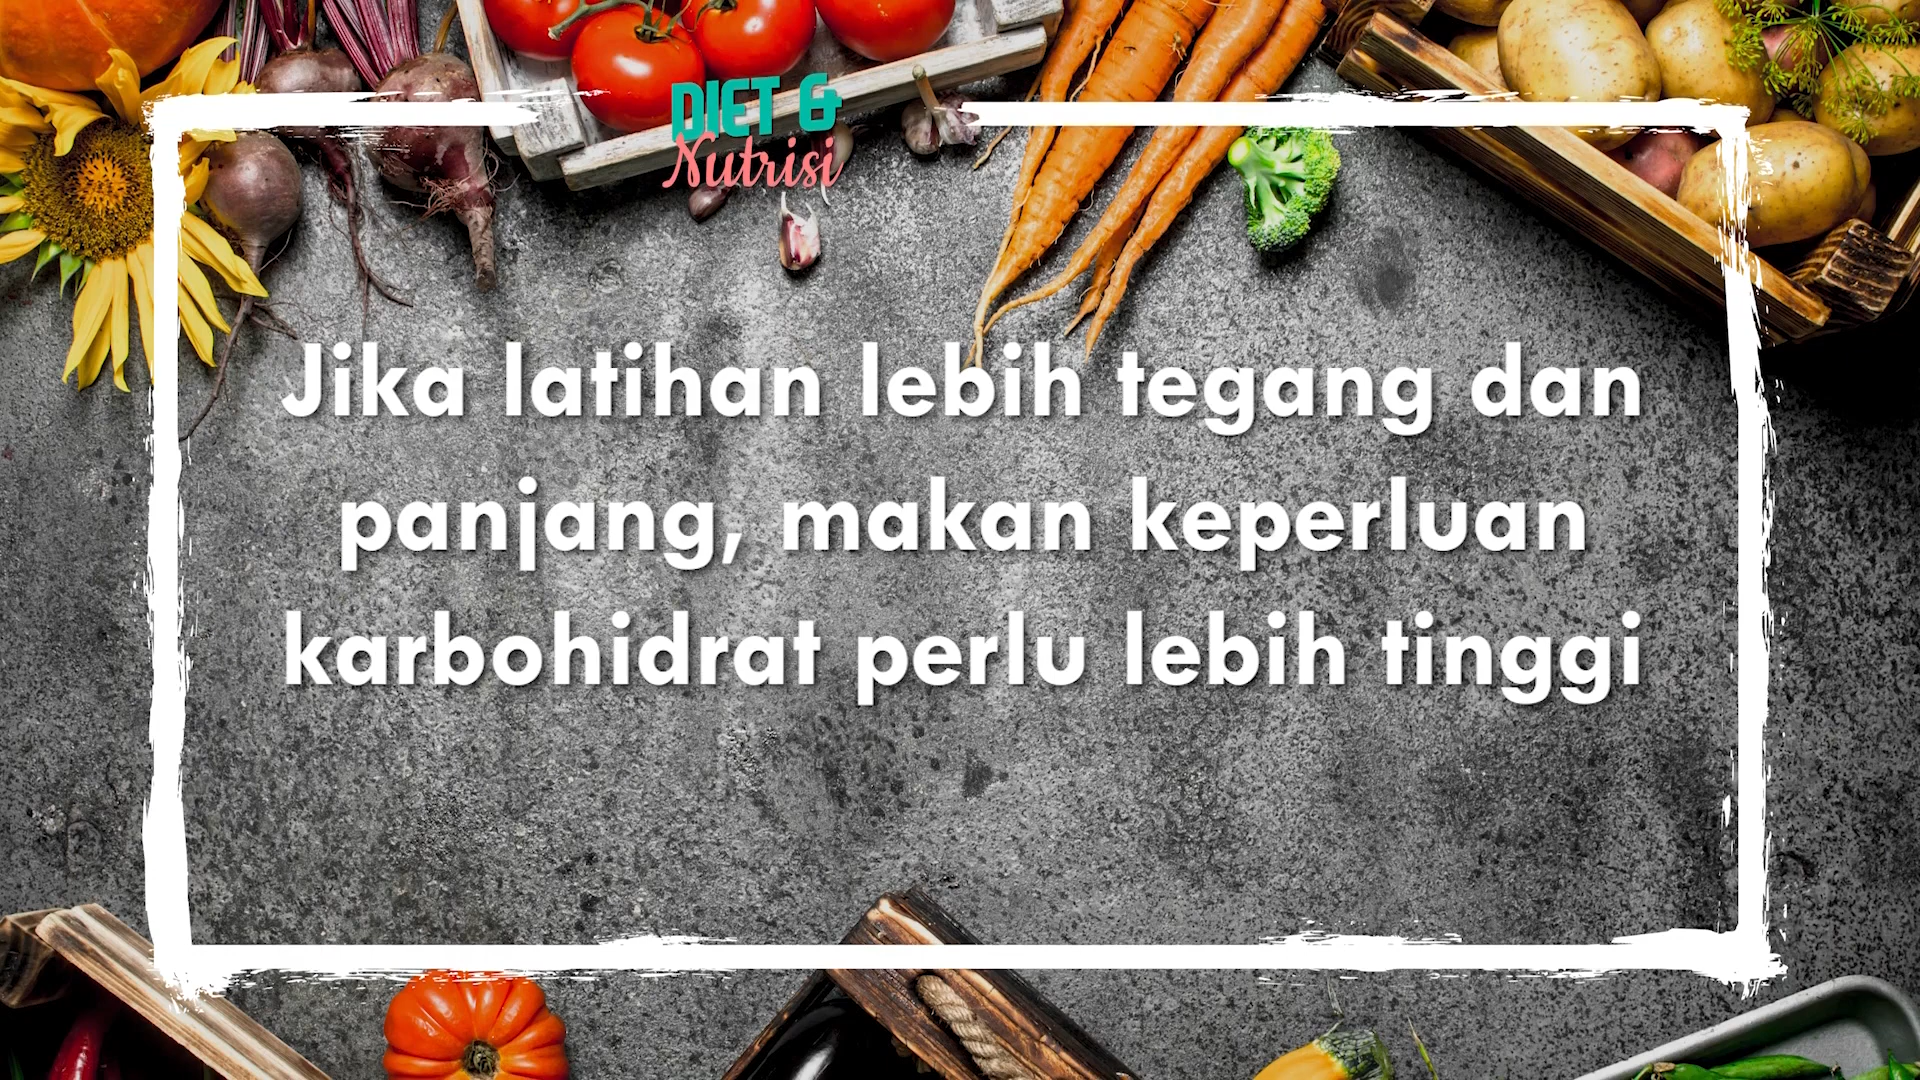 DIET &
Nutrisi
Jika latihan lebih tegang dan
panjang, makan keperluan
karbohidrat perlu lebih tinggi